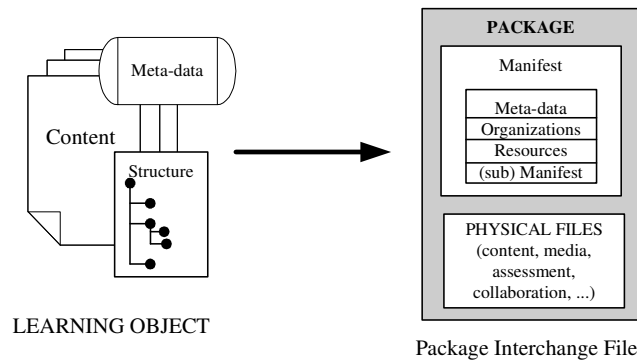 Meta-data
Content
Structure
LEARNING OBJECT
PACKAGE
Manifest
Meta-data
Organizations
Resources
(sub) Manifest
PHYSICAL FILES
(content, media,
assessment,
collaboration, ...)
Package Interchange File